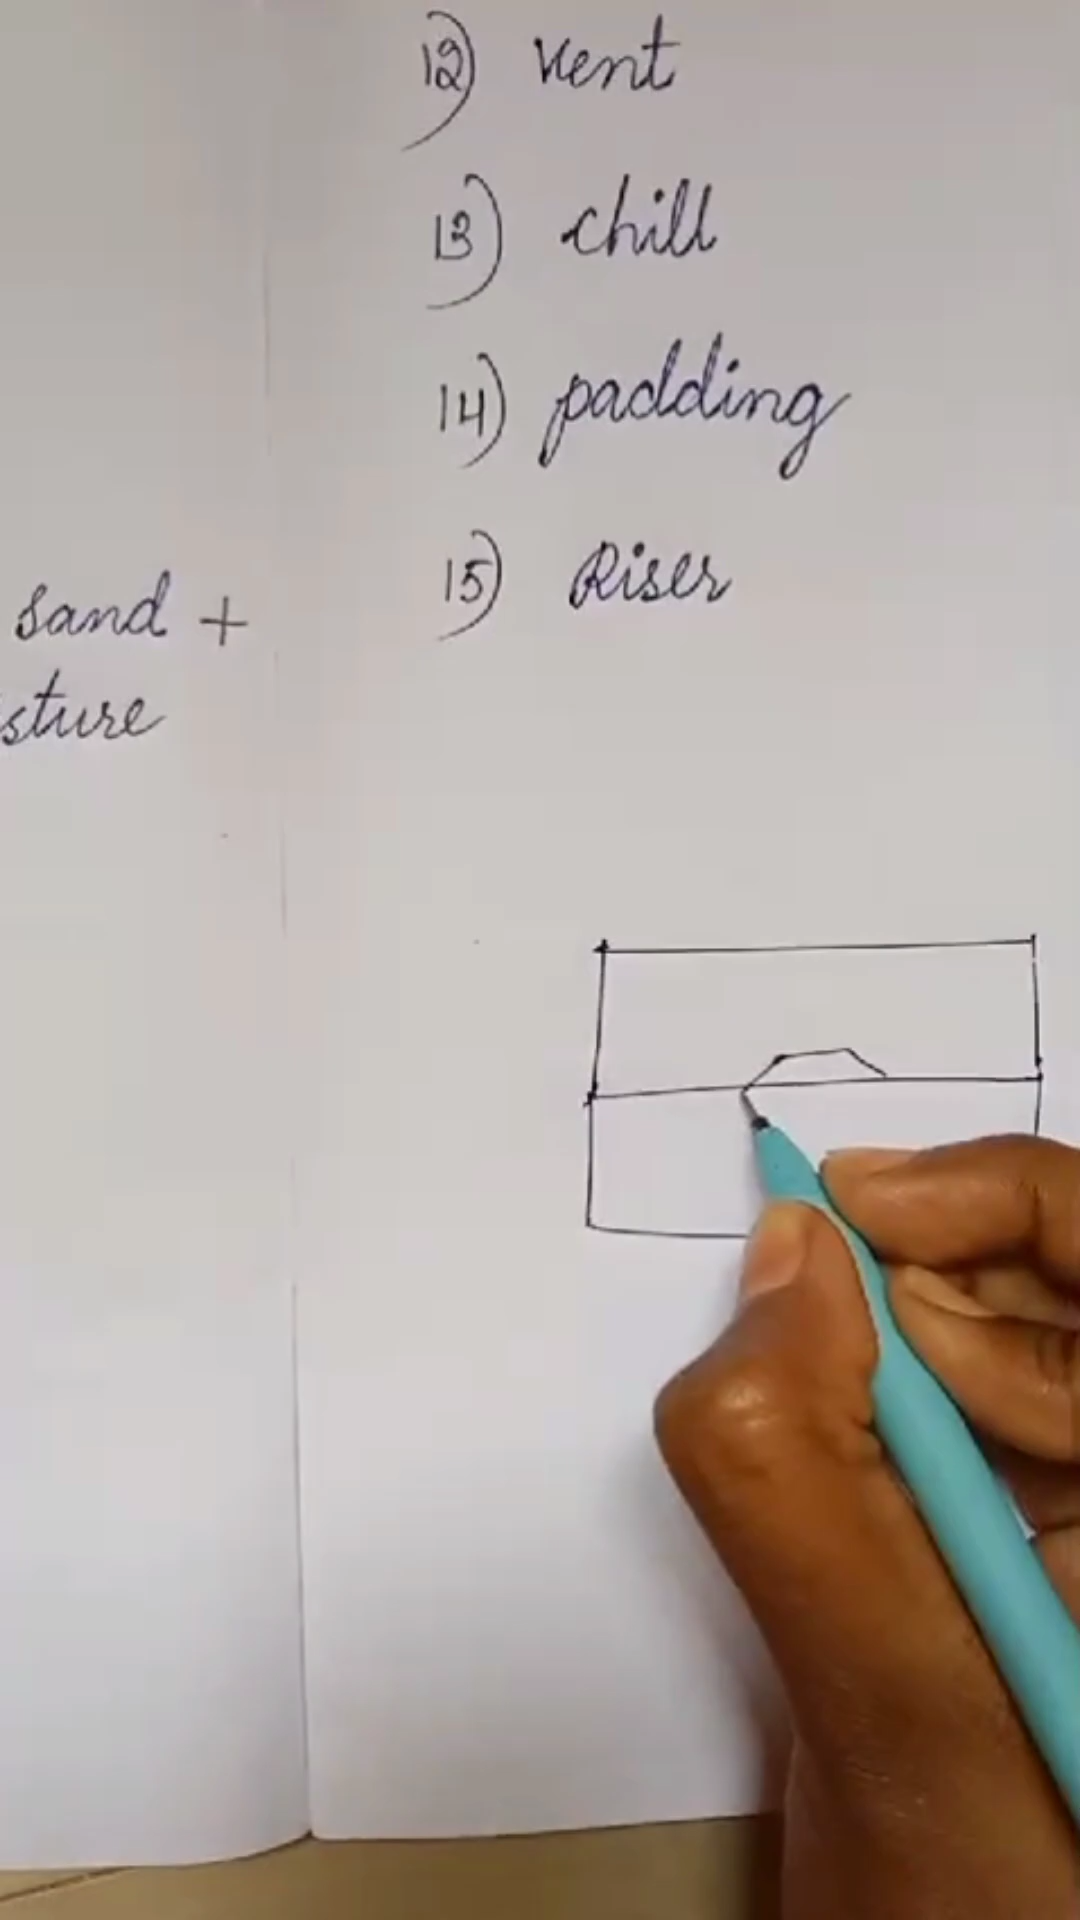 12) Vent
13) chill
14) padding
15) Riser
sand +
sture